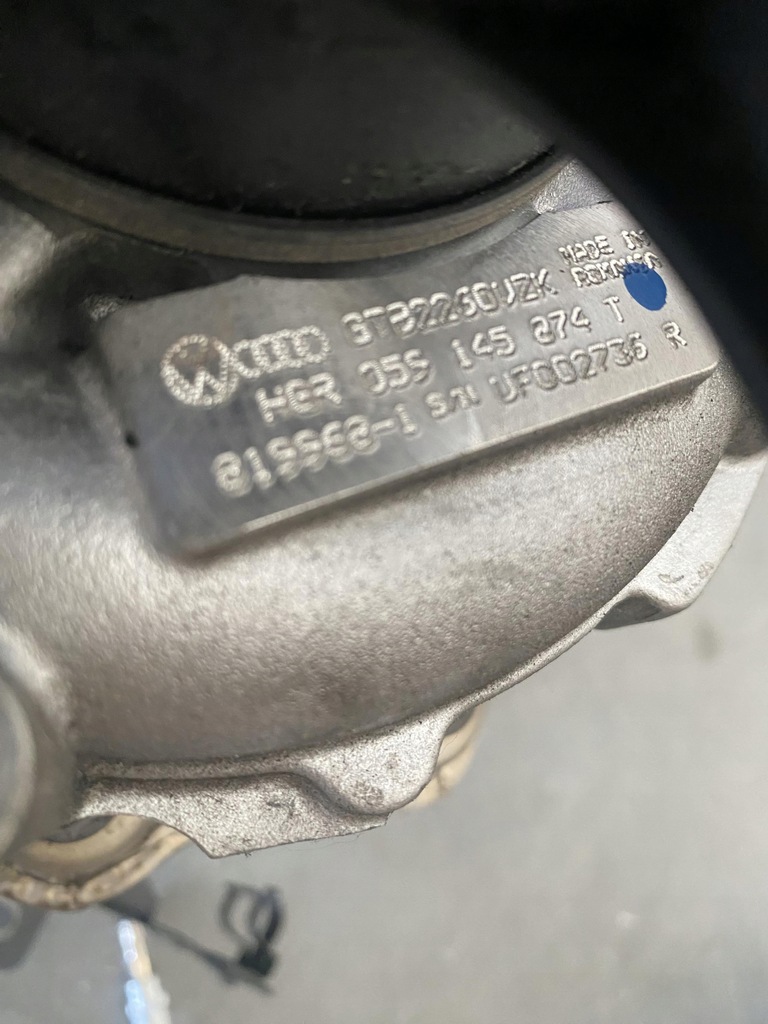 GTB2260VZK MADE IN
ROMANIA
HGR 059 145 874 T
819968-1 S/N UF002736 R